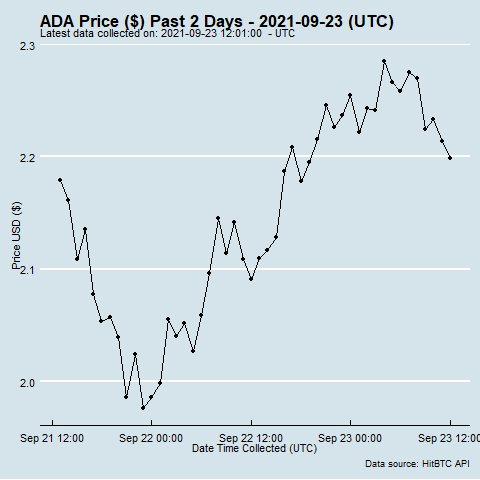 ADA Price ($) Past 2 Days - 2021-09-23 (UTC)
Latest data collected on: 2021-09-23 12:01:00 - UTC
2.3
2.2
2.1
2.0
Price USD ($)
Sep 21 12:00 Sep 22 00:00 Sep 22 12:00 Sep 23 00:00 Sep 23 12:00
Date Time Collected (UTC)
Data source: HitBTC API